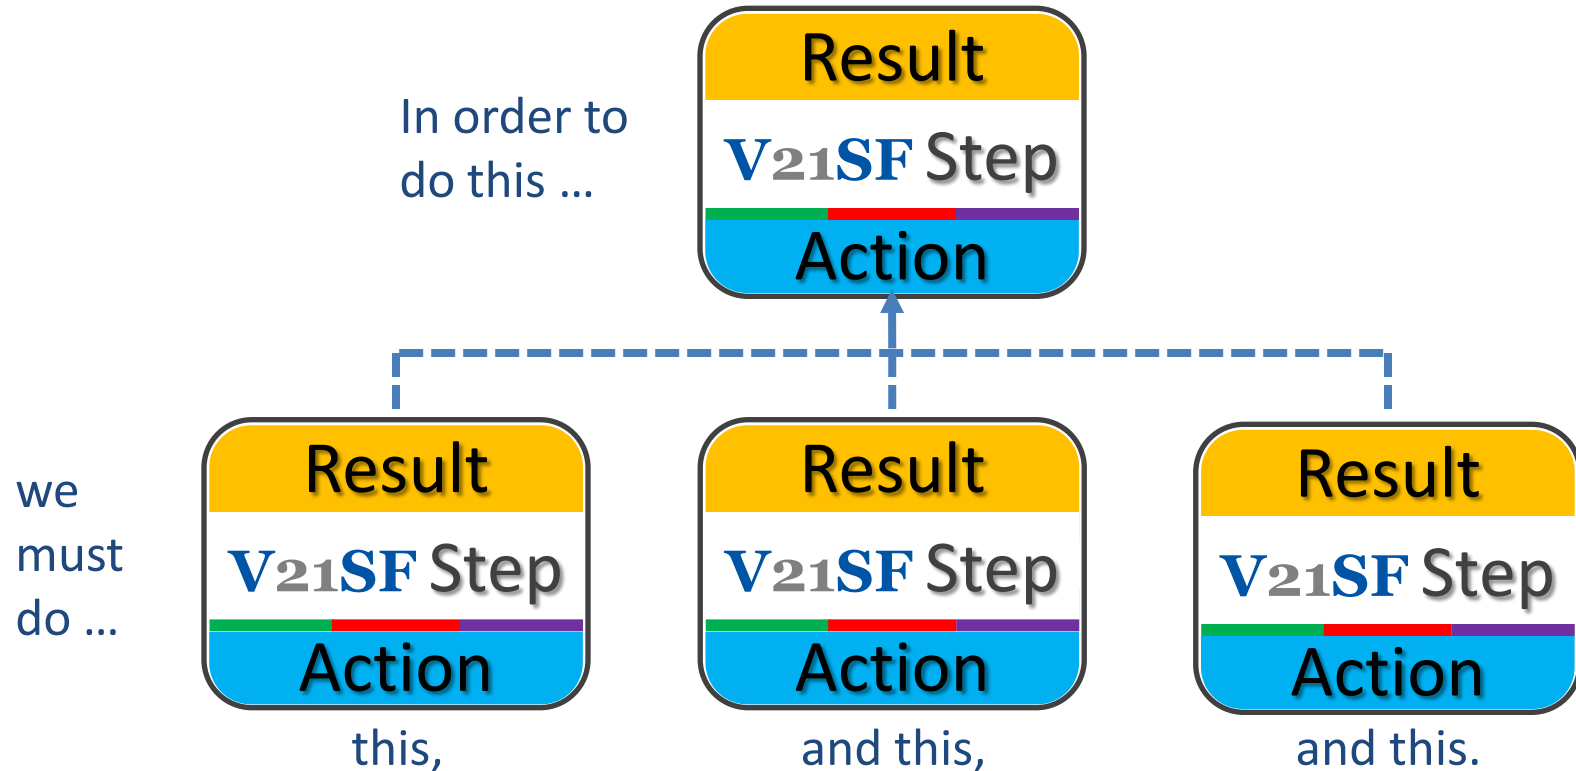 Result
In order to
do this ...
V21SF Step
Action
Result
Result
Result
we
must
do ...
V21SF Step
V21SF Step
V21SF Step
Action
Action
Action
this,
and this,
and this.